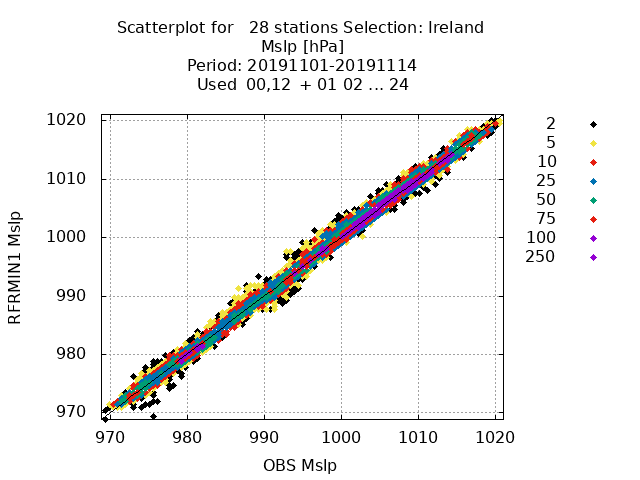 Scatterplot for   28 stations Selection: Ireland
Mslp [hPa]
Period: 20191101-20191114
Used  00,12  + 01 02 ... 24
RFRMIN1 Mslp
1020
1010
1000
990
980
970
970 980 990 1000 1010 1020
OBS Mslp
2
5
10
25
50
75
100
250